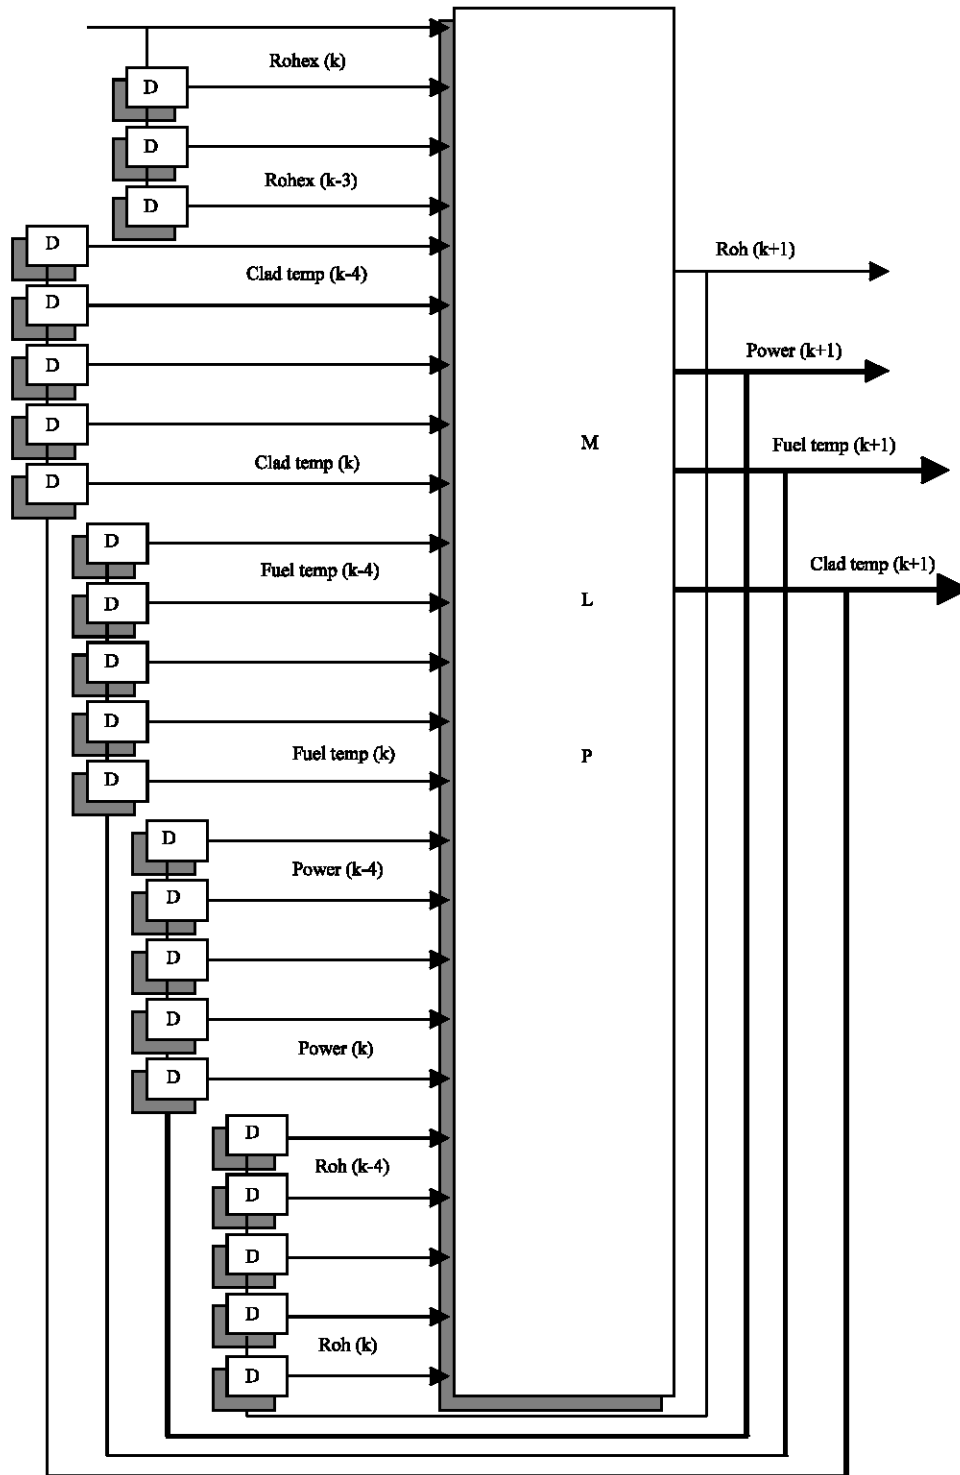 Rohex (k)
D
D
Rohex (k-3)
D
D
Clad temp (k-4)
Roh (k+1)
D
D
Power (k+1)
D
M
Fuel temp (k+1)
Clad temp (k)
D
D
Clad temp (k+1)
Fuel temp (k-4)
D
L
D
D
Fuel temp (k)
P
D
D
Power (k-4)
D
D
D
Power (k)
D
D
Roh (k-4)
D
D
D
Roh (k)
D